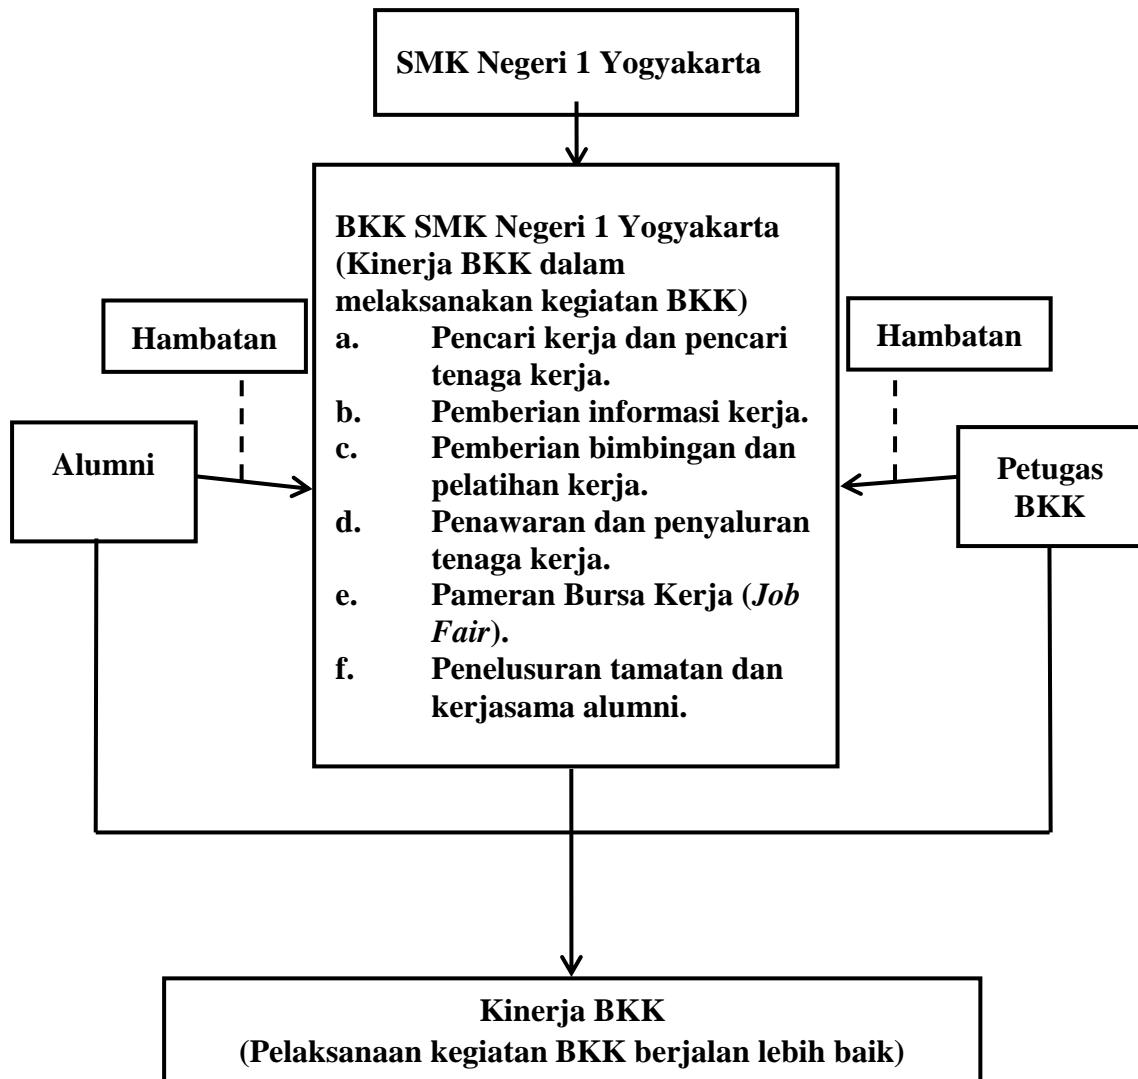 SMK Negeri 1 Yogyakarta
BKK SMK Negeri 1 Yogyakarta
(Kinerja BKK dalam
melaksanakan kegiatan BKK)
a. Pencari kerja dan pencari
tenaga kerja.
b. Pemberian informasi kerja.
c. Pemberian bimbingan dan
pelatihan kerja.
d. Penawaran dan penyaluran
tenaga kerja.
e. Pameran Bursa Kerja (Job
Fair).
f. Penelusuran tamatan dan
kerjasama alumni.
Hambatan
Hambatan
Alumni
Petugas
BKK
Kinerja BKK
(Pelaksanaan kegiatan BKK berjalan lebih baik)